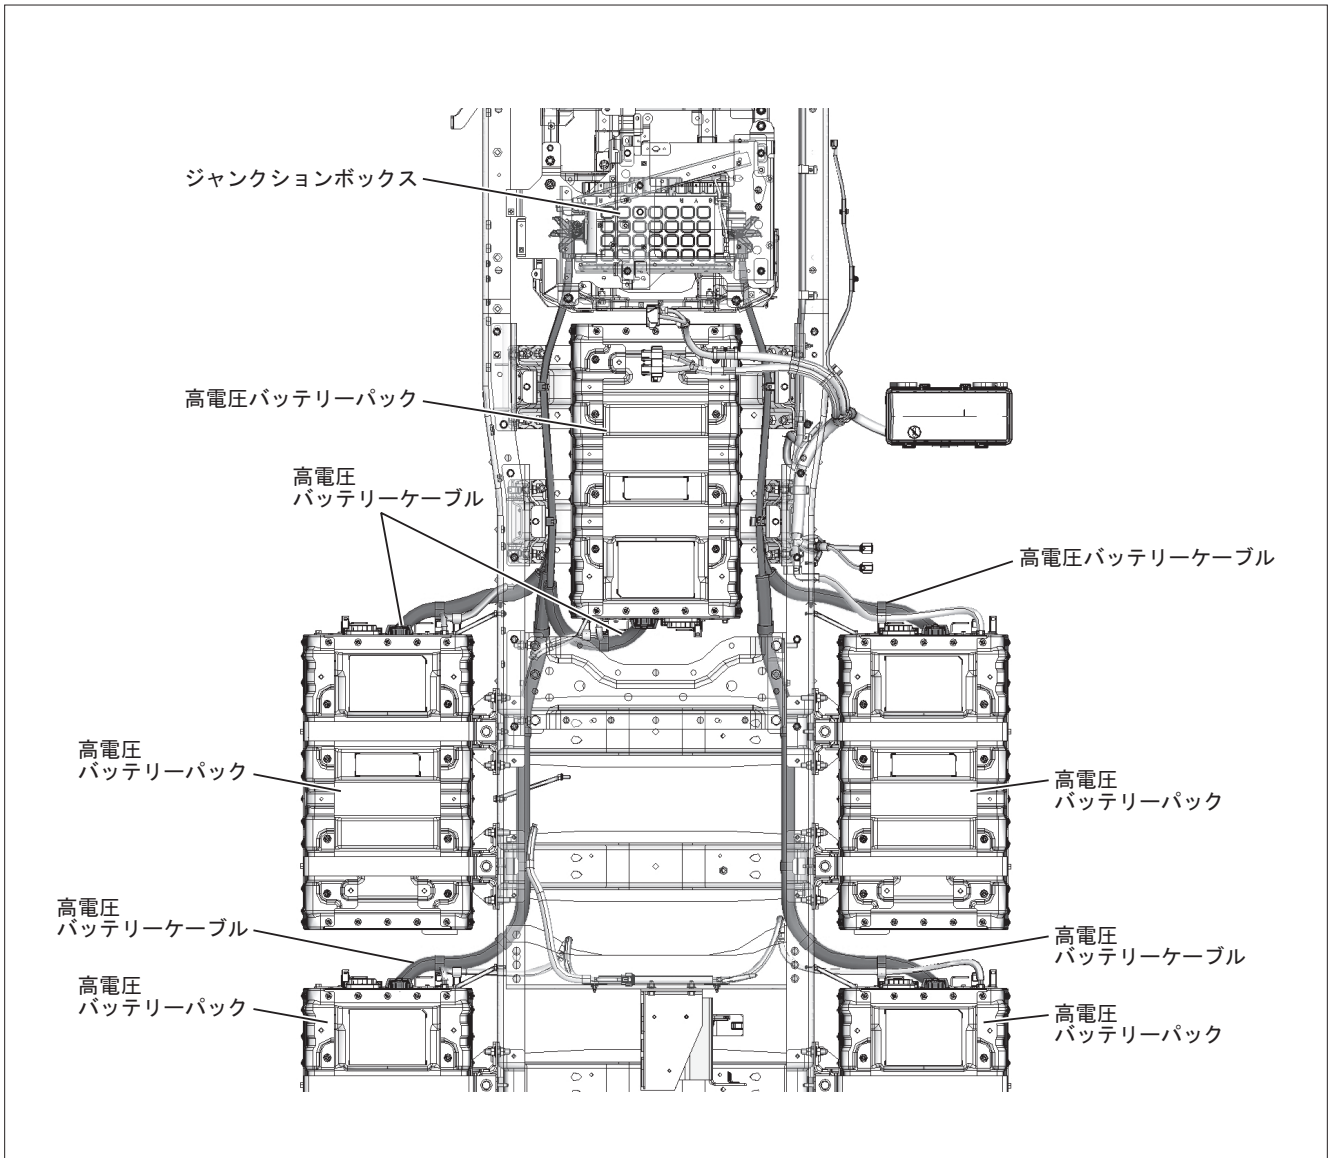 ジャンクションボックス
高電圧バッテリーパック
高電圧
バッテリーケーブル
高電圧バッテリーケーブル
高電圧
バッテリーパック
高電圧
バッテリーパック
高電圧
バッテリーケーブル
高電圧
バッテリーケーブル
高電圧
バッテリーパック
高電圧
バッテリーパック